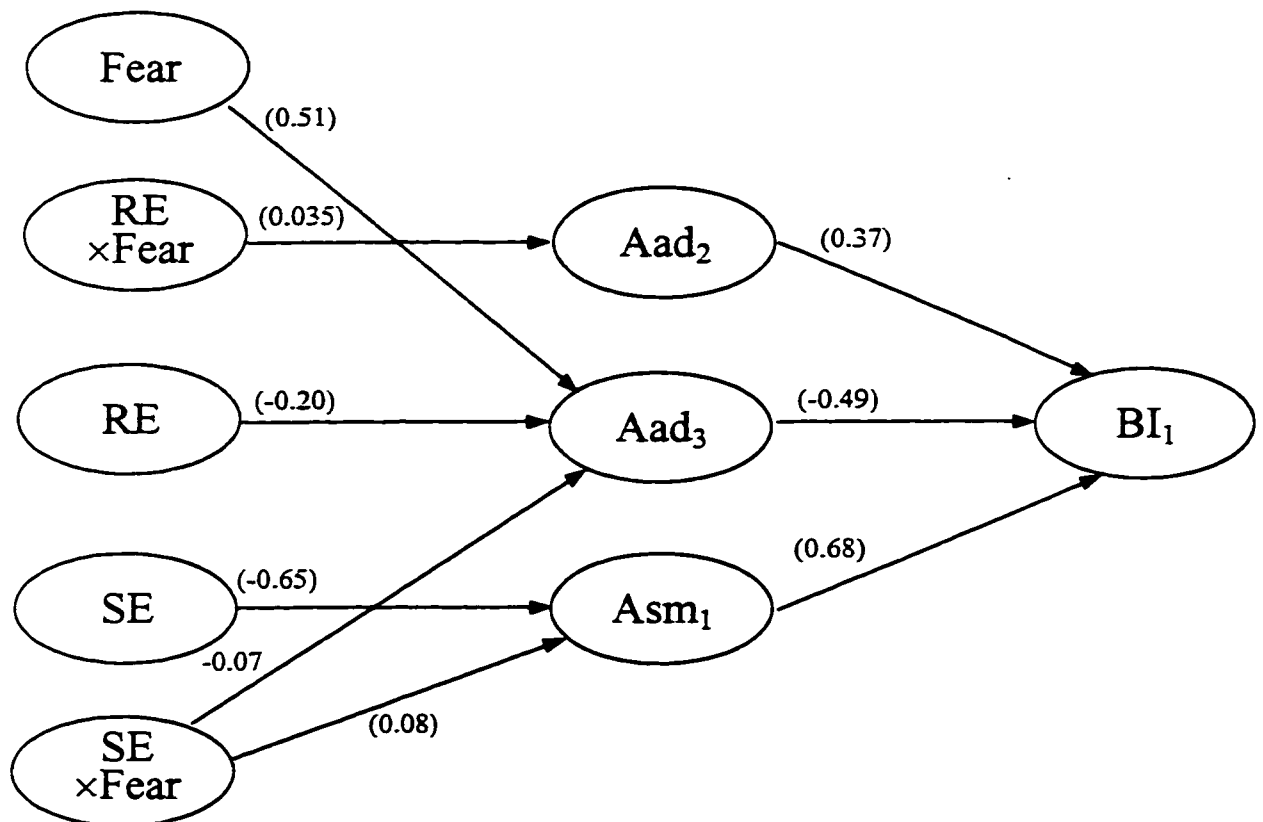 Fear
(0.51)
RE
×Fear
(0.035)
Aad₂
(0.37)
RE
(-0.20)
Aad₃
(-0.49)
BI₁
SE
(-0.65)
Asm₁
(0.68)
-0.07
SE
×Fear
(0.08)